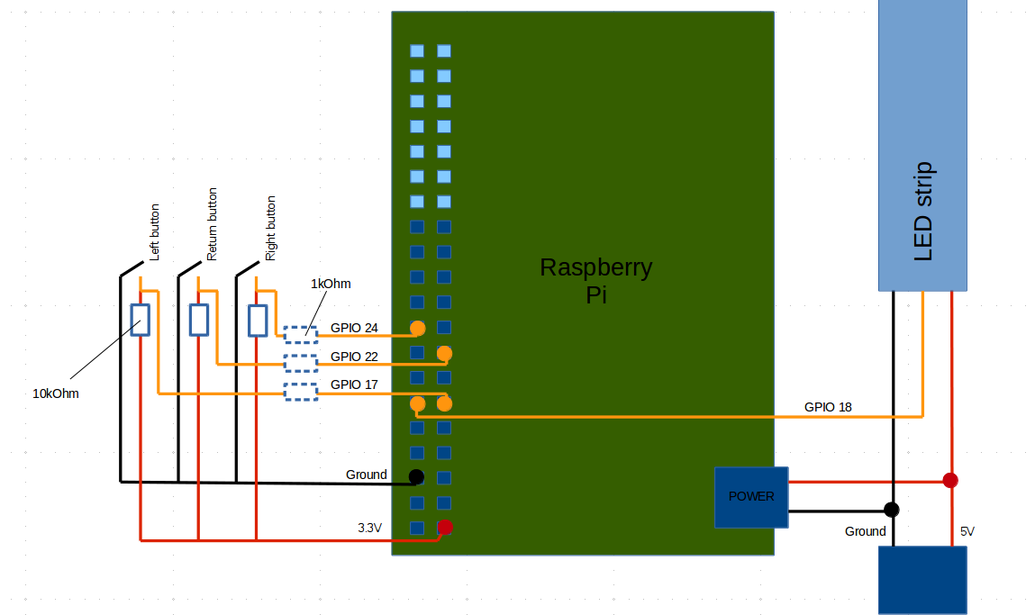 Left button
Return button
Right button
1kOhm
10kOhm
GPIO 24
GPIO 22
GPIO 17
Ground
3.3V
Raspberry
Pi
LED strip
GPIO 18
POWER
Ground
5V